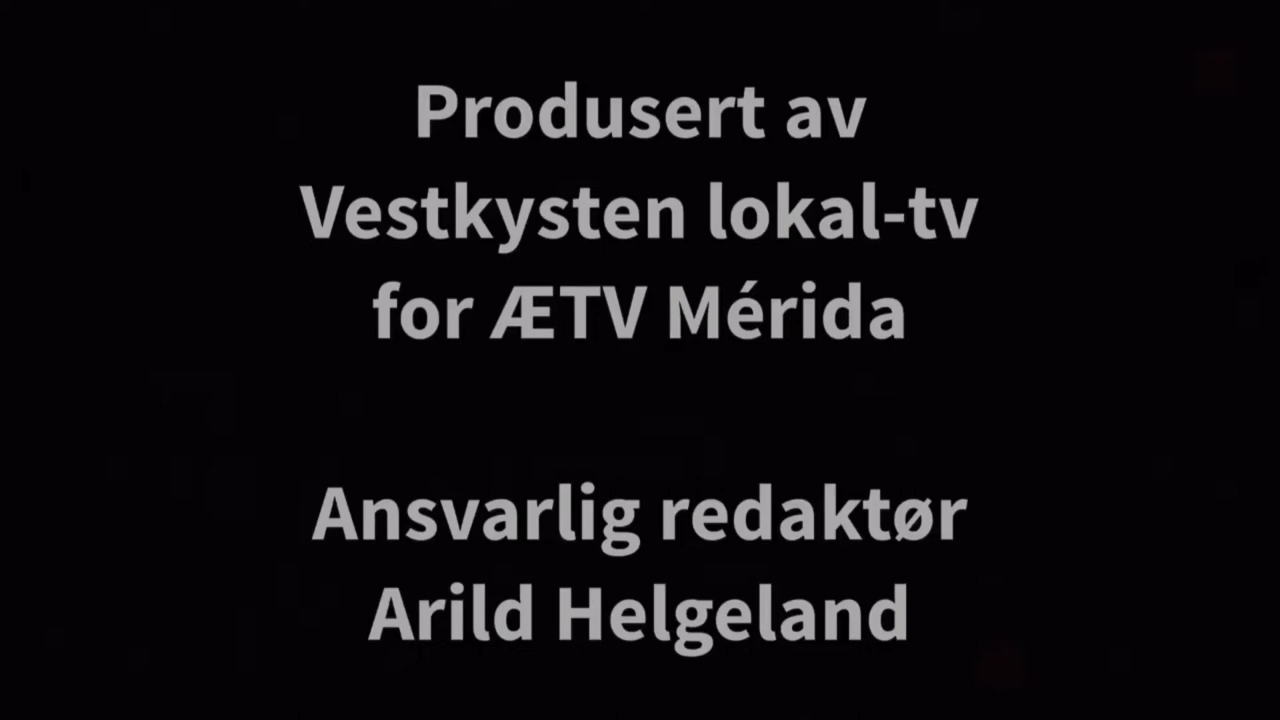 Produsert av
Vestkysten lokal-tv
for ÆTV Mérida
Ansvarlig redaktør
Arild Helgeland